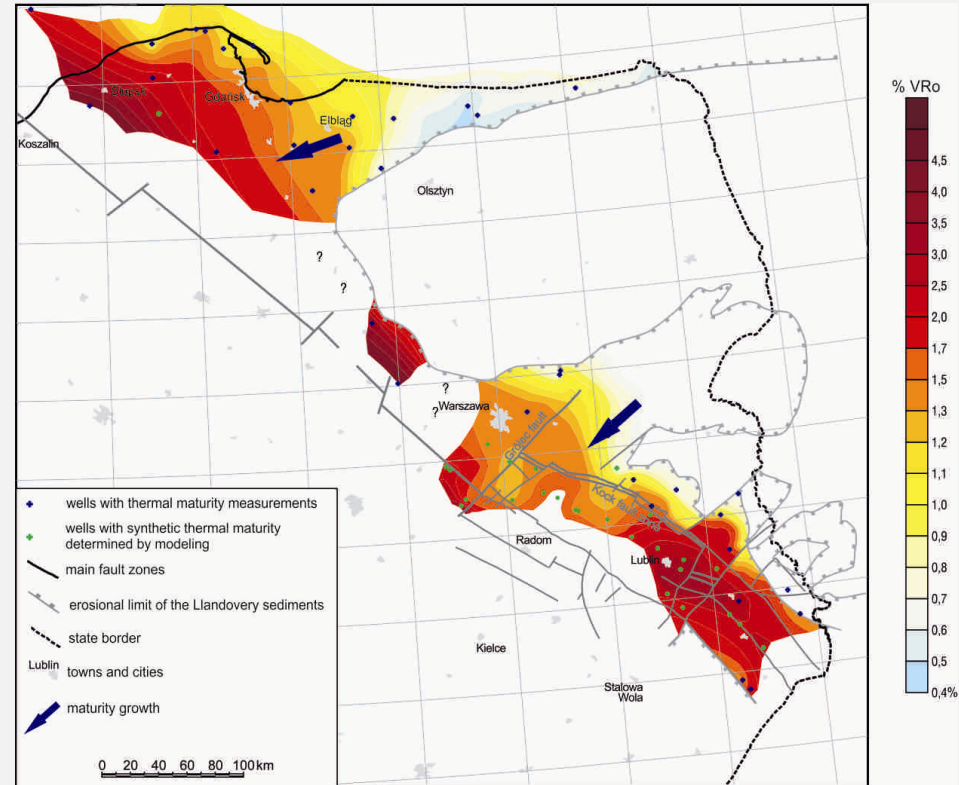 % VRo
4,5
4,0
3,5
3,0
2,5
2,0
1,7
1,5
1,3
1,2
1,1
1,0
0,9
0,8
0,7
0,6
0,5
0,4%
Słupsk
Gdańsk
Elbląg
Koszalin
Olsztyn
?
?
?
?
Warszawa
Grójec fault
Kock fault zone
Radom
Lublin
Kielce
Stalowa
Wola
wells with thermal maturity measurements
wells with synthetic thermal maturity
determined by modeling
main fault zones
erosional limit of the Llandovery sediments
state border
Lublin
towns and cities
maturity growth
0 20 40 60 80 100 km